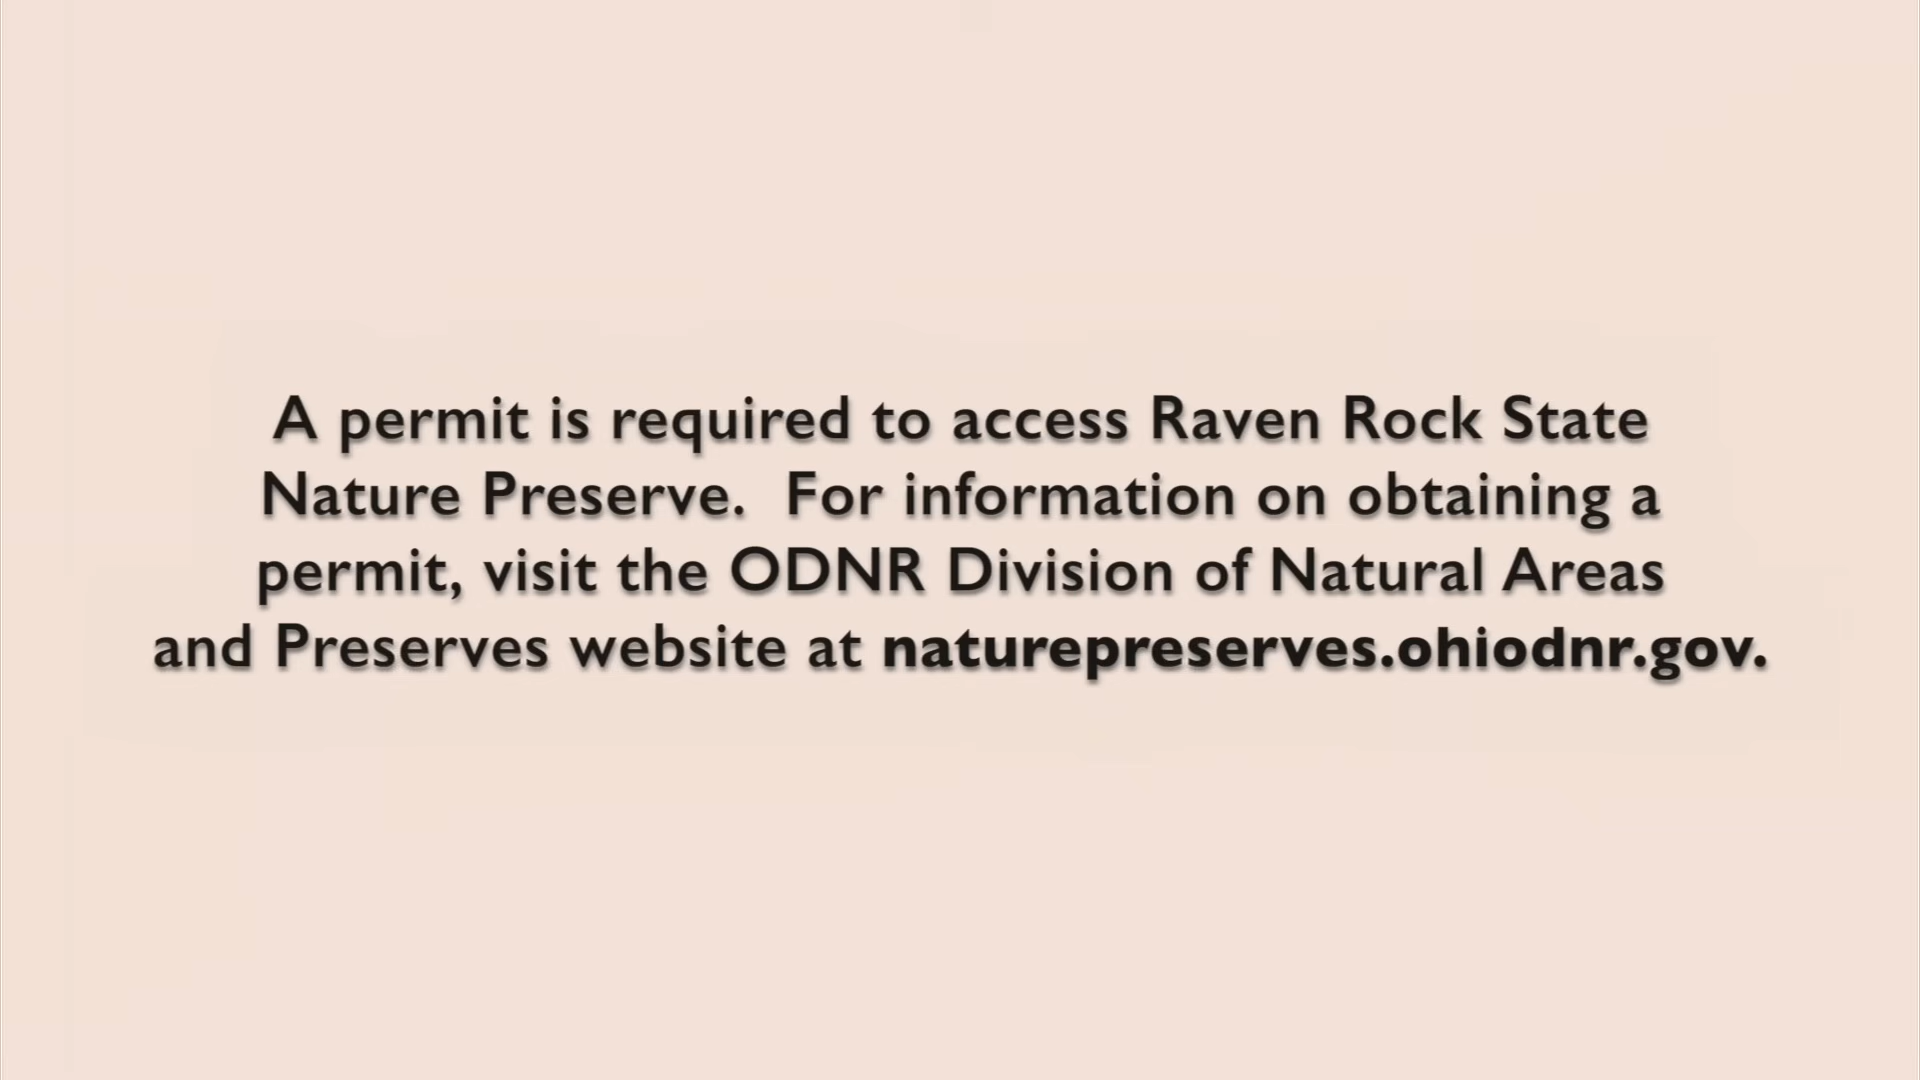 A permit is required to access Raven Rock State
Nature Preserve.  For information on obtaining a
permit, visit the ODNR Division of Natural Areas
and Preserves website at naturepreserves.ohiodnr.gov.